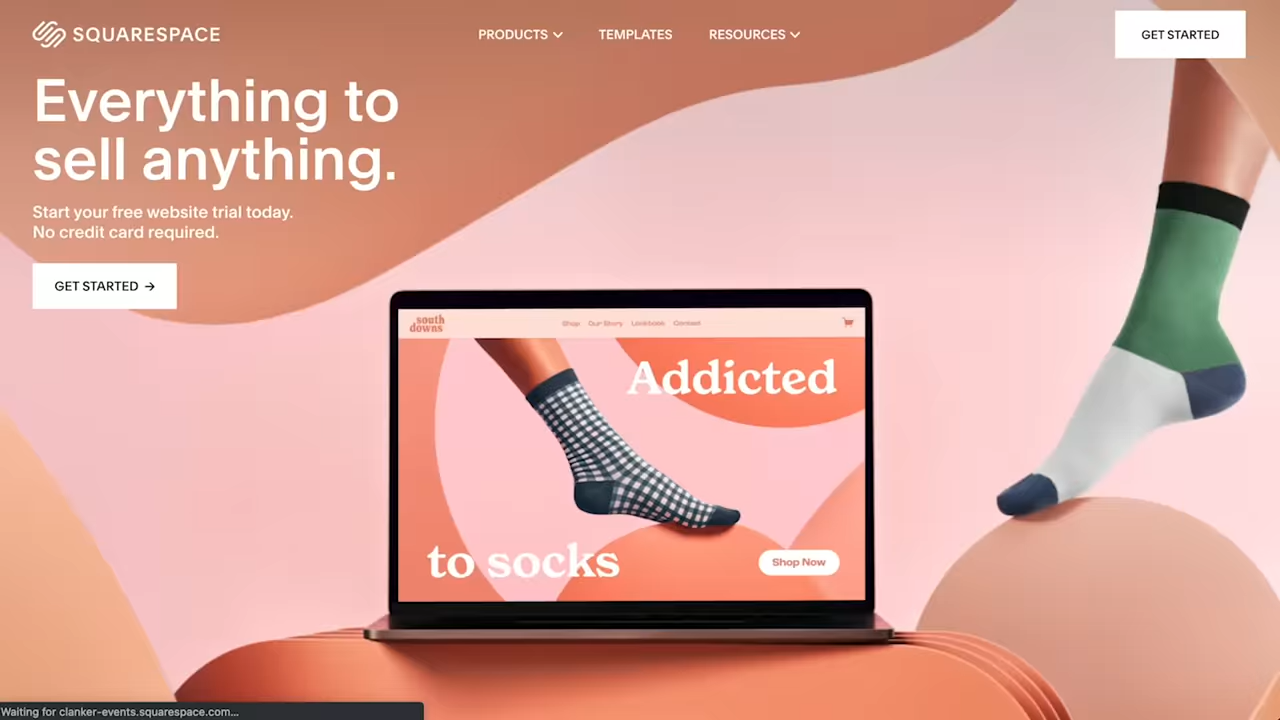 SQUARESPACE
PRODUCTS
TEMPLATES
RESOURCES
GET STARTED
Everything to
sell anything.
Start your free website trial today.
No credit card required.
GET STARTED →
south
downs
Shop Our Story Lookbook Contact
Addicted
to socks
Shop Now
Waiting for clanker-events.squarespace.com...